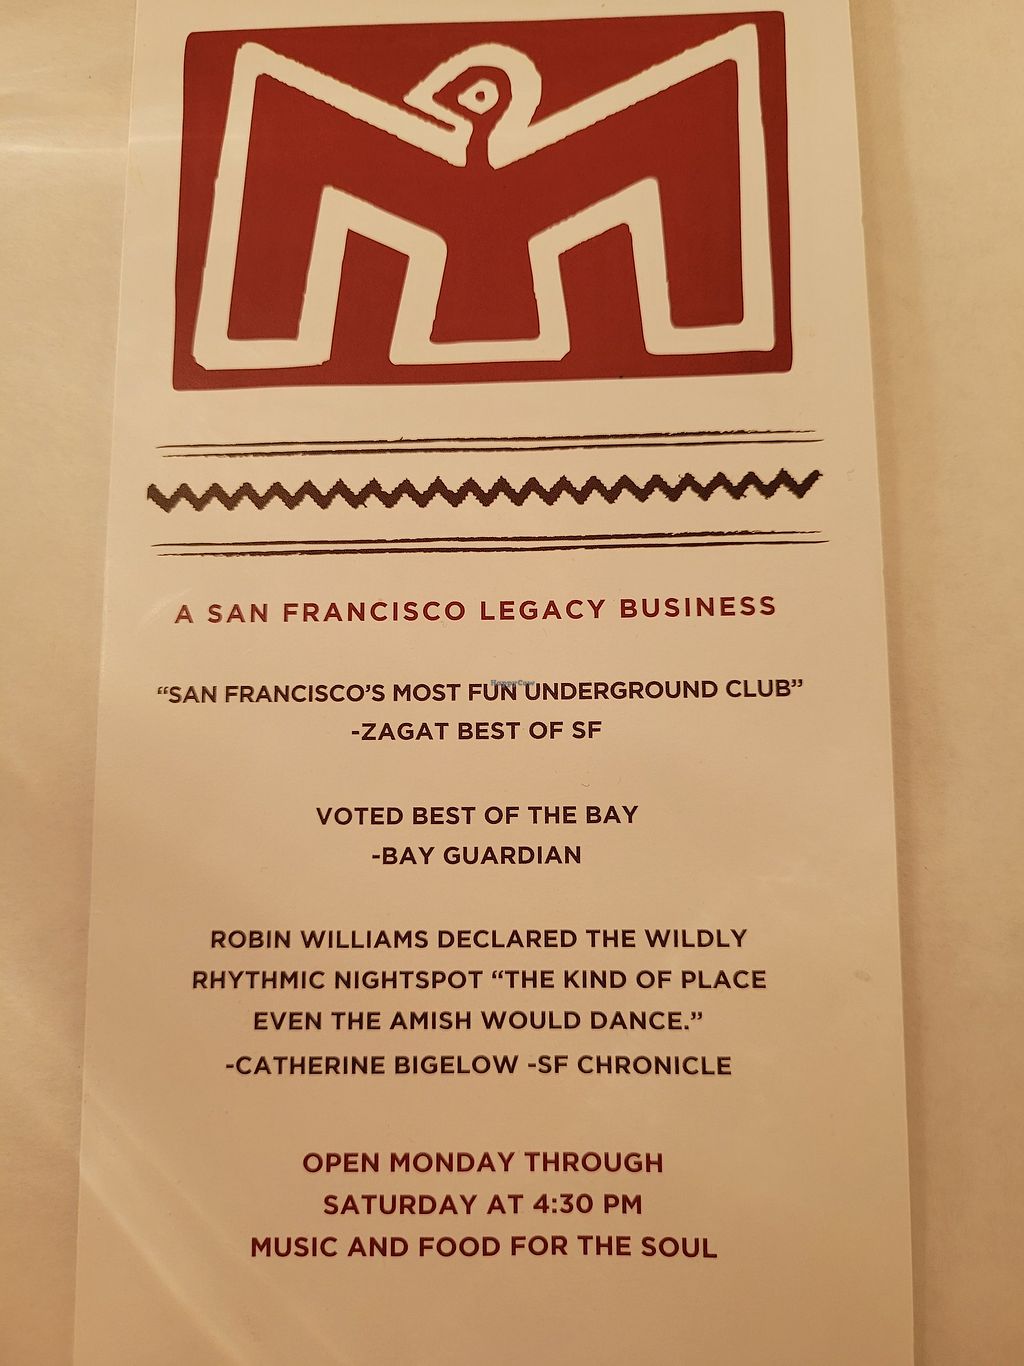 A SAN FRANCISCO LEGACY BUSINESS
“SAN FRANCISCO’S MOST FUN UNDERGROUND CLUB”
-ZAGAT BEST OF SF
VOTED BEST OF THE BAY
-BAY GUARDIAN
ROBIN WILLIAMS DECLARED THE WILDLY
RHYTHMIC NIGHTSPOT “THE KIND OF PLACE
EVEN THE AMISH WOULD DANCE.”
-CATHERINE BIGELOW -SF CHRONICLE
OPEN MONDAY THROUGH
SATURDAY AT 4:30 PM
MUSIC AND FOOD FOR THE SOUL
HappyCow